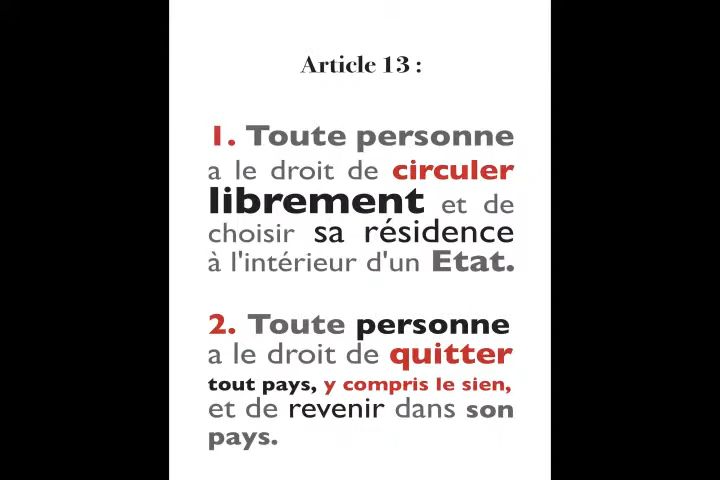 Article 13 :
1. Toute personne
a le droit de circuler
librement et de
choisir sa résidence
à l'intérieur d'un Etat.
2. Toute personne
a le droit de quitter
tout pays, y compris le sien,
et de revenir dans son
pays.